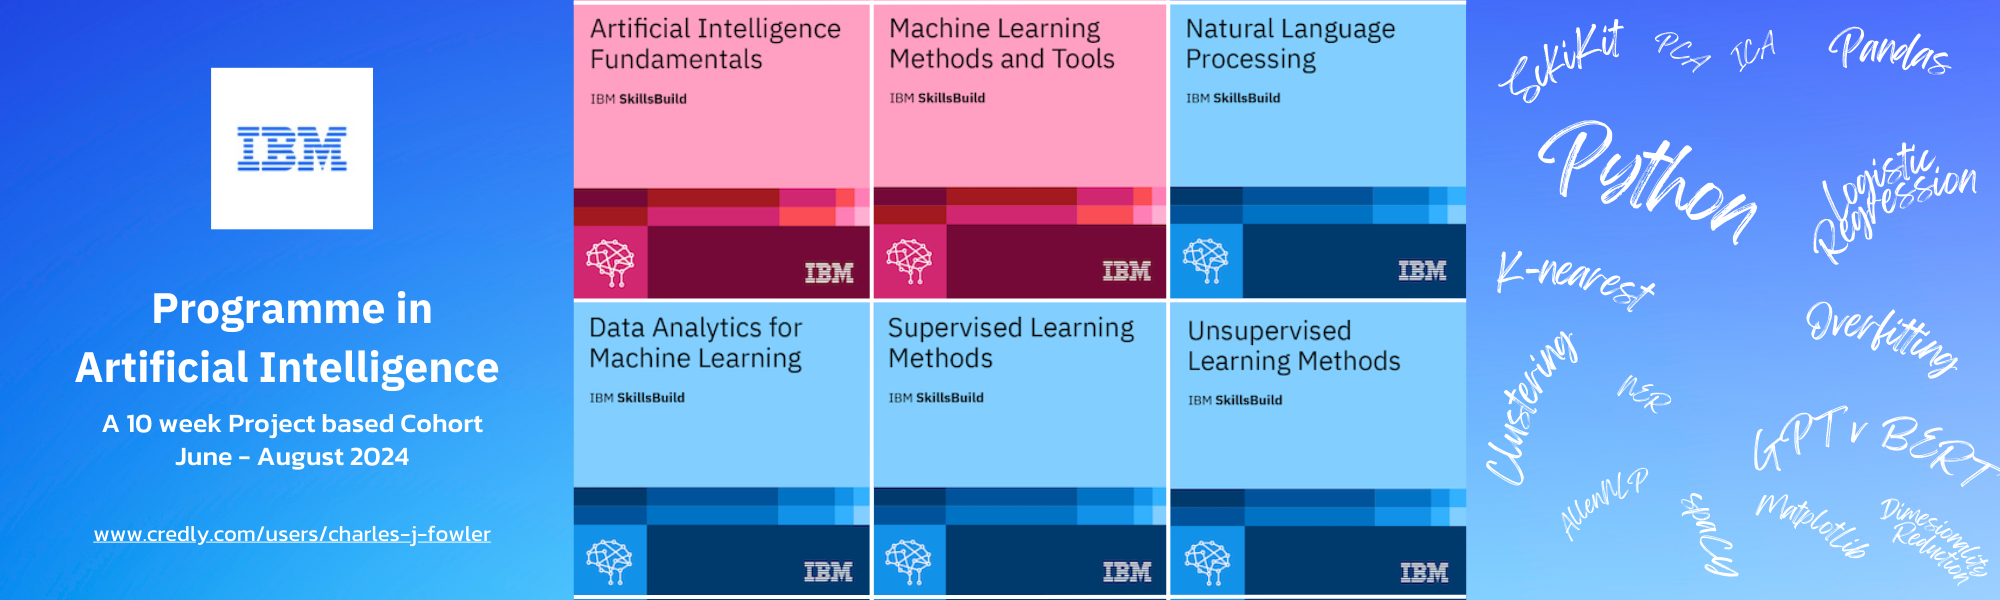 IBM
Programme in
Artificial Intelligence
A 10 week Project based Cohort
June - August 2024
www.credly.com/users/charles-j-fowler
Artificial Intelligence
Fundamentals
IBM SkillsBuild
IBM
Machine Learning
Methods and Tools
IBM SkillsBuild
IBM
Natural Language
Processing
IBM SkillsBuild
IBM
Data Analytics for
Machine Learning
IBM SkillsBuild
IBM
Supervised Learning
Methods
IBM SkillsBuild
IBM
Unsupervised
Learning Methods
IBM SkillsBuild
IBM
SiKiKit
PCA
ICA
Pandas
Python
Logistic
Regression
K-nearest
Overfitting
Clustering
NER
GPT v BERT
AllenNLP
spaCy
Matplotlib
Dimesionality
Reduction